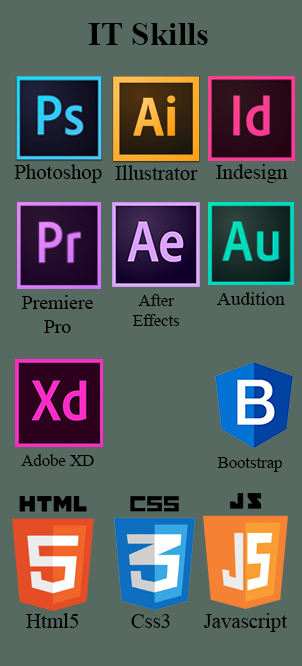 IT Skills
Ps Ai Id
Photoshop Illustrator Indesign
Pr Ae Au
Premiere
Pro
After
Effects
Audition
Xd B
Adobe XD Bootstrap
HTML CSS JS
5 3 JS
Html5 Css3 Javascript